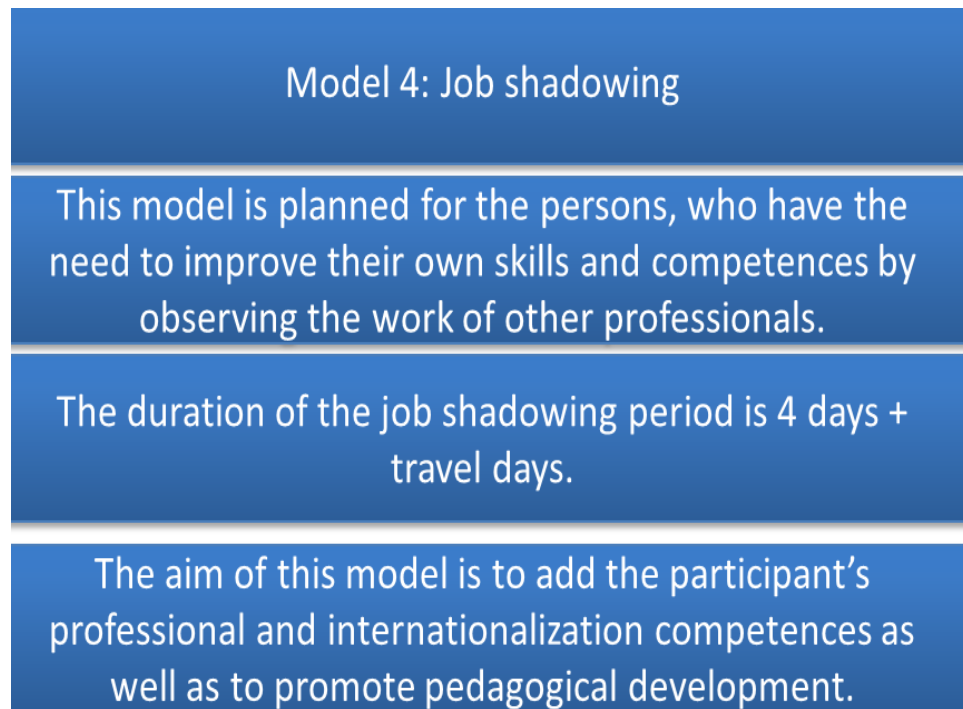 Model 4: Job shadowing
This model is planned for the persons, who have the
need to improve their own skills and competences by
observing the work of other professionals.
The duration of the job shadowing period is 4 days +
travel days.
The aim of this model is to add the participant’s
professional and internationalization competences as
well as to promote pedagogical development.